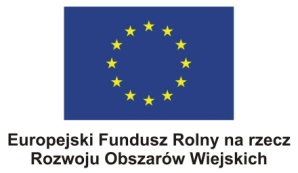 Europejski Fundusz Rolny na rzecz
Rozwoju Obszarów Wiejskich